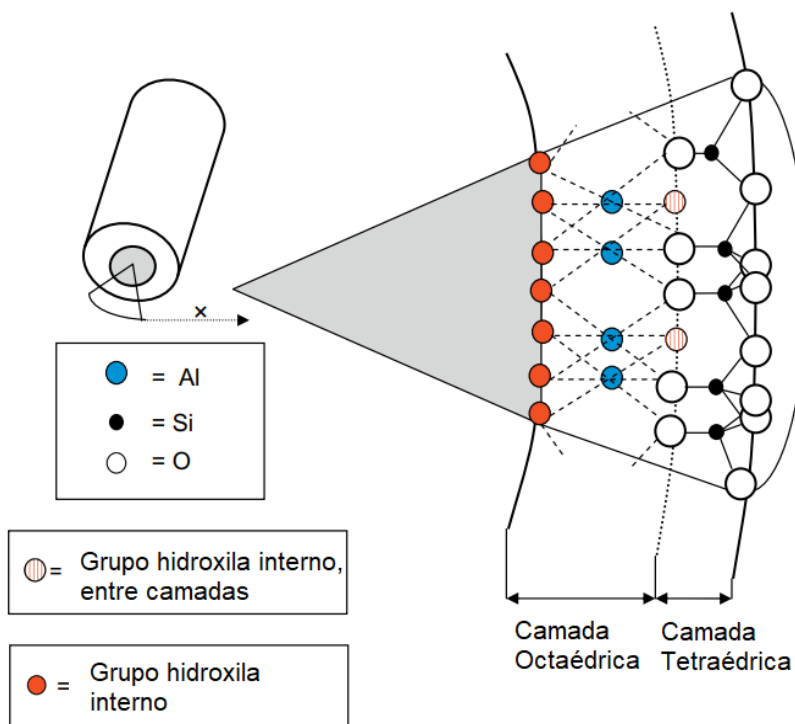 ×
= Al
= Si
= O
= Grupo hidroxila interno,
entre camadas
= Grupo hidroxila
interno
Camada
Octaédrica
Camada
Tetraédrica